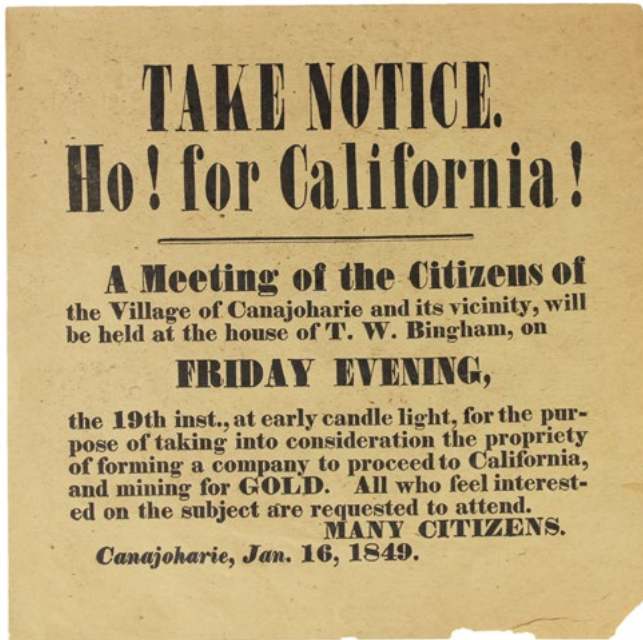 TAKE NOTICE.
Ho! for California!
A Meeting of the Citizens of
the Village of Canajoharie and its vicinity, will
be held at the house of T. W. Bingham, on
FRIDAY EVENING,
the 19th inst., at early candle light, for the pur-
pose of taking into consideration the propriety
of forming a company to proceed to California,
and mining for GOLD. All who feel interest-
ed on the subject are requested to attend.
MANY CITIZENS.
Canajoharie, Jan. 16, 1849.